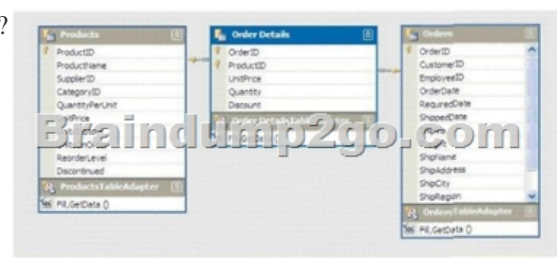 ?
Products
ProductID
ProductName
SupplierID
CategoryID
QuantityPerUnit
ReorderLevel
Discontinued
ProductsTableAdapter
Fill,GetData ()
Order Details
OrderID
ProductID
UnitPrice
Quantity
Discount
Orders
OrderID
CustomerID
EmployeeID
OrderDate
RequiredDate
ShippedDate
ShipName
ShipAddress
ShipCity
ShipRegion
OrdersTableAdapter
Fill,GetData ()
Braindump2go.com